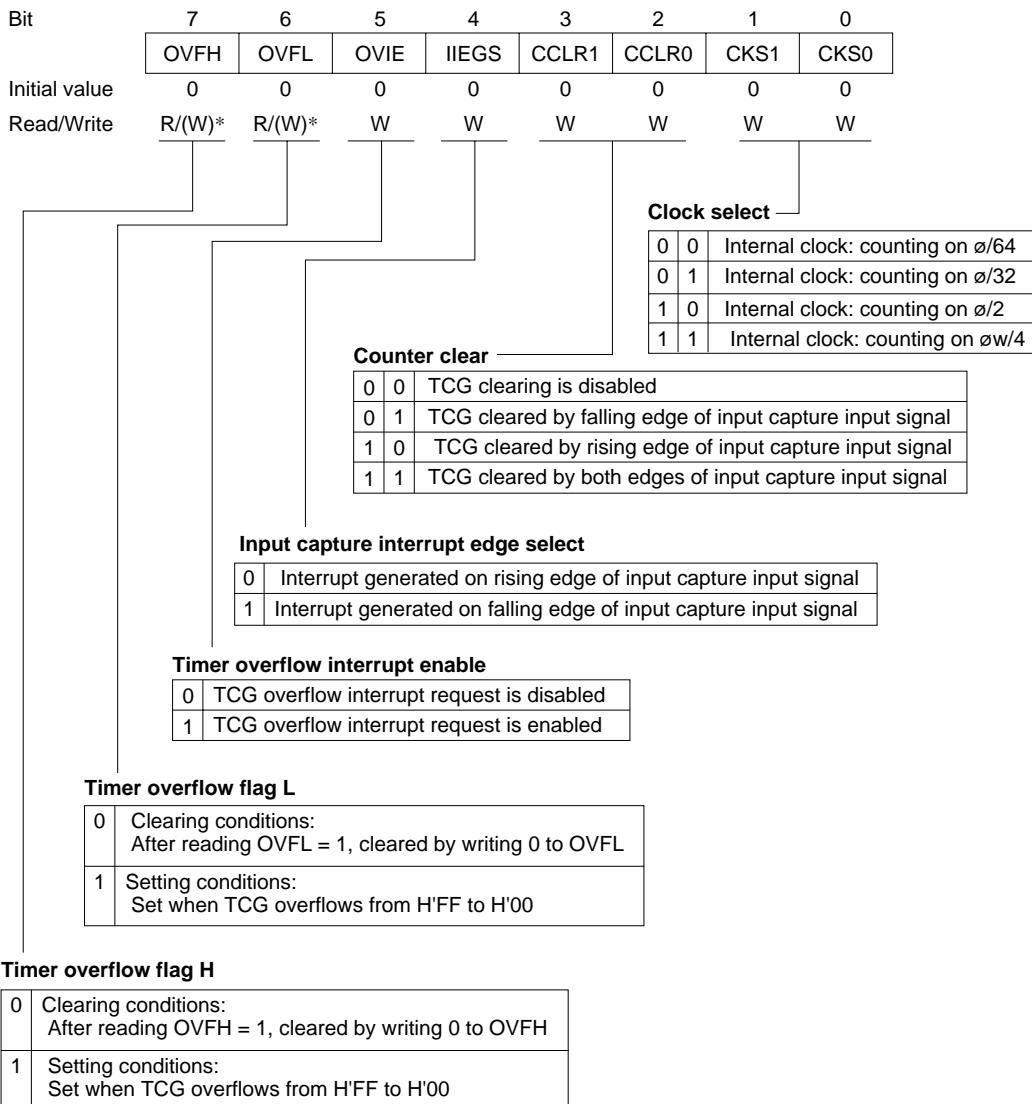 Bit 7 6 5 4 3 2 1 0
OVFH OVFL OVIE IIEGS CCLR1 CCLR0 CKS1 CKS0
Initial value 0 0 0 0 0 0 0 0
Read/Write R/(W)* R/(W)* W W W W W W
Clock select
0 0 Internal clock: counting on ø/64
0 1 Internal clock: counting on ø/32
1 0 Internal clock: counting on ø/2
1 1 Internal clock: counting on øw/4
Counter clear
0 0 TCG clearing is disabled
0 1 TCG cleared by falling edge of input capture input signal
1 0 TCG cleared by rising edge of input capture input signal
1 1 TCG cleared by both edges of input capture input signal
Input capture interrupt edge select
0 Interrupt generated on rising edge of input capture input signal
1 Interrupt generated on falling edge of input capture input signal
Timer overflow interrupt enable
0 TCG overflow interrupt request is disabled
1 TCG overflow interrupt request is enabled
Timer overflow flag L
0 Clearing conditions:
After reading OVFL = 1, cleared by writing 0 to OVFL
1 Setting conditions:
Set when TCG overflows from H'FF to H'00
Timer overflow flag H
0 Clearing conditions:
After reading OVFH = 1, cleared by writing 0 to OVFH
1 Setting conditions:
Set when TCG overflows from H'FF to H'00